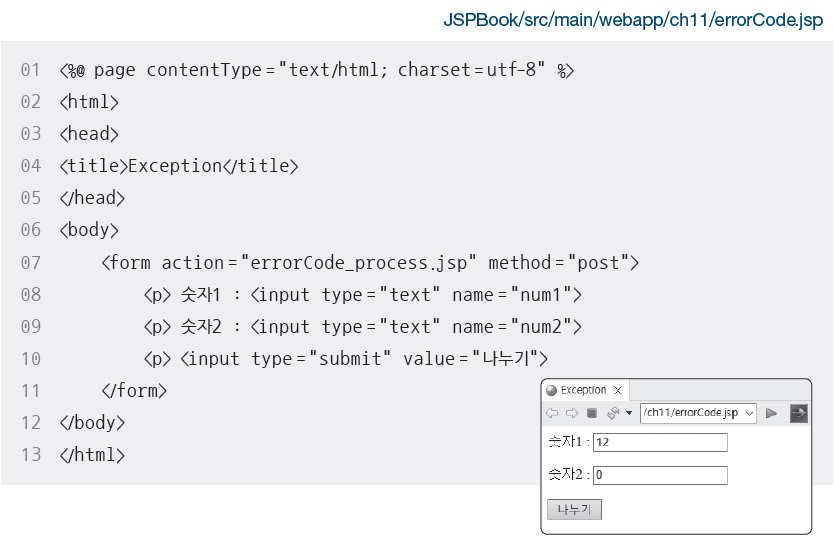 JSPBook/src/main/webapp/ch11/errorCode.jsp
01 <%@ page contentType="text/html; charset=utf-8" %>
02 <html>
03 <head>
04 <title>Exception</title>
05 </head>
06 <body>
07     <form action="errorCode_process.jsp" method="post">
08         <p> 숫자1 : <input type="text" name="num1">
09         <p> 숫자2 : <input type="text" name="num2">
10         <p> <input type="submit" value="나누기">
11     </form>
12 </body>
13 </html>
Exception
/ch11/errorCode.jsp
숫자1 : 12
숫자2 : 0
나누기